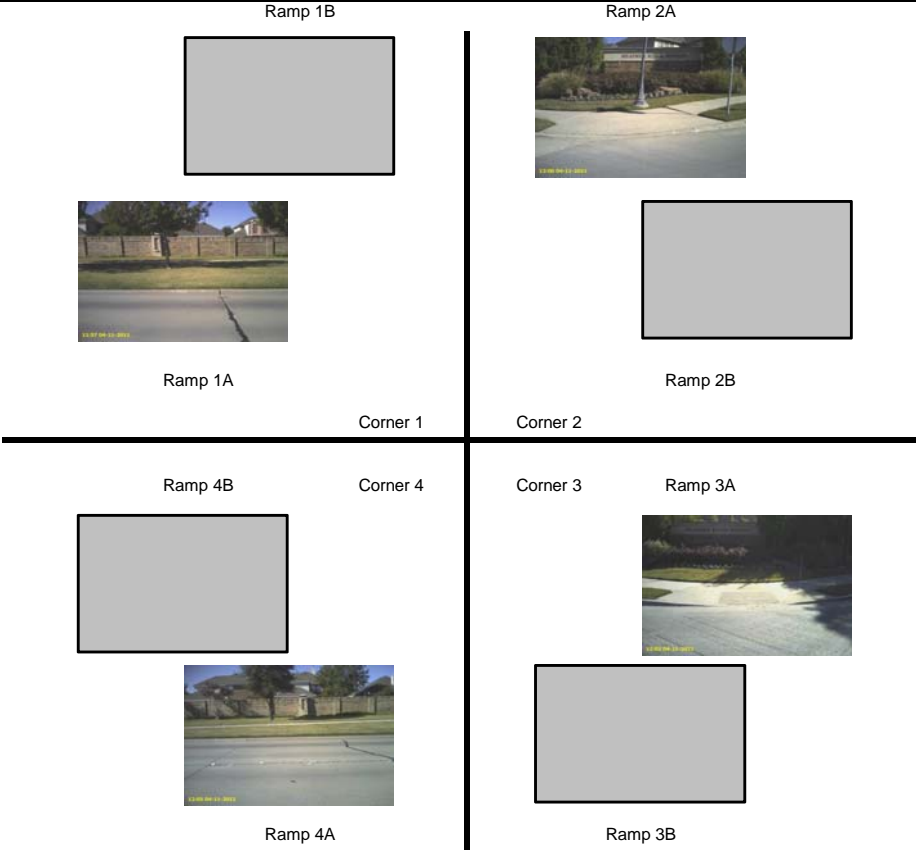 Ramp 1B
Ramp 2A
Ramp 1A
Ramp 2B
Corner 1
Corner 2
Ramp 4B
Corner 4
Corner 3
Ramp 3A
Ramp 4A
Ramp 3B